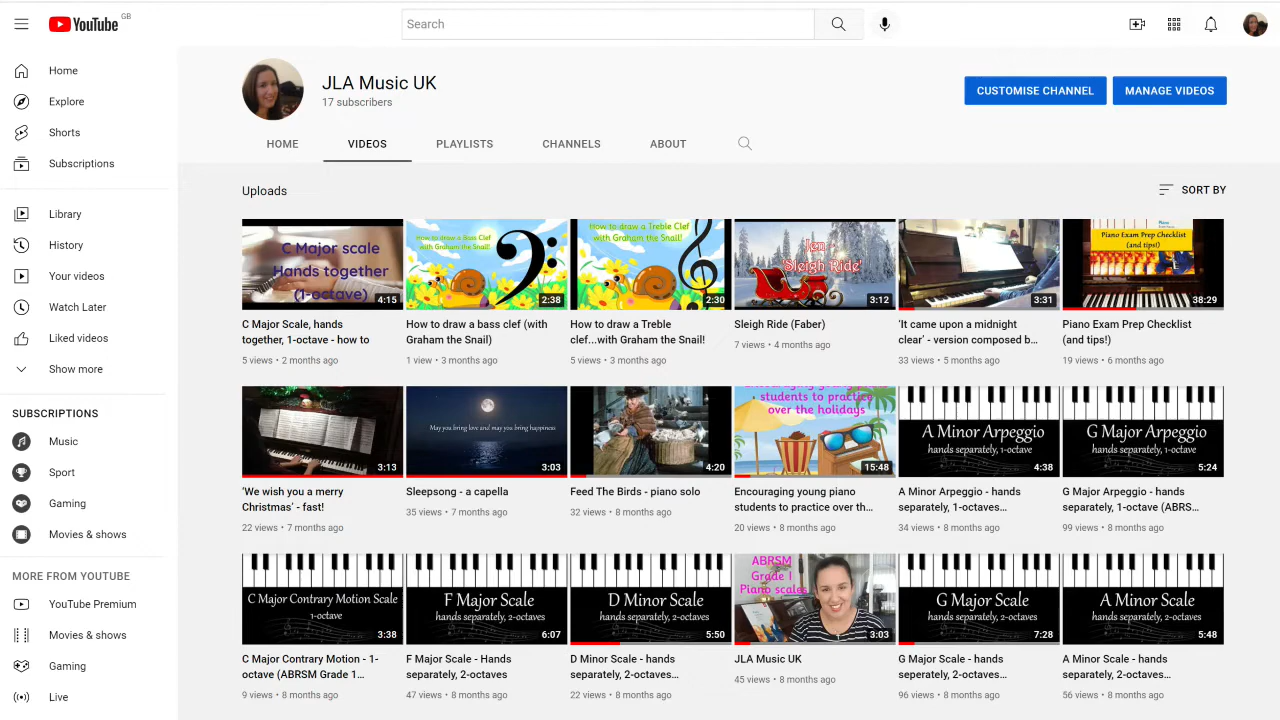 YouTube GB
Search
Home
Explore
Shorts
Subscriptions
Library
History
Your videos
Watch Later
Liked videos
Show more
SUBSCRIPTIONS
Music
Sport
Gaming
Movies & shows
MORE FROM YOUTUBE
YouTube Premium
Movies & shows
Gaming
Live
JLA Music UK
17 subscribers
CUSTOMISE CHANNEL
MANAGE VIDEOS
HOME
VIDEOS
PLAYLISTS
CHANNELS
ABOUT
Uploads
SORT BY
C Major scale
Hands together
(1-octave)
4:15
C Major Scale, hands
together, 1-octave - how to
5 views • 2 months ago
How to draw a Bass Clef
with Graham the Snail!
2:38
How to draw a bass clef (with
Graham the Snail)
1 view • 3 months ago
How to draw a Treble Clef
with Graham the Snail!
2:30
How to draw a Treble
clef...with Graham the Snail!
5 views • 3 months ago
Jen
'Sleigh Ride'
3:12
Sleigh Ride (Faber)
7 views • 4 months ago
3:31
'It came upon a midnight
clear' - version composed b...
33 views • 5 months ago
Piano Exam Prep Checklist
(and tips!)
38:29
Piano Exam Prep Checklist
(and tips!)
19 views • 6 months ago
3:13
'We wish you a merry
Christmas' - fast!
22 views • 7 months ago
May you bring love and may you bring happiness
3:03
Sleepsong - a capella
35 views • 7 months ago
4:20
Feed The Birds - piano solo
32 views • 8 months ago
Encouraging young piano
students to practice
over the holidays
15:48
Encouraging young piano
students to practice over th...
20 views • 8 months ago
A Minor Arpeggio
hands separately, 1-octave
4:38
A Minor Arpeggio - hands
separately, 1-octaves...
34 views • 8 months ago
G Major Arpeggio
hands separately, 1-octave
5:24
G Major Arpeggio - hands
separately, 1-octave (ABRS...
99 views • 8 months ago
C Major Contrary Motion Scale
1-octave
3:38
C Major Contrary Motion - 1-
octave (ABRSM Grade 1...
9 views • 8 months ago
F Major Scale
hands separately, 2-octaves
6:07
F Major Scale - Hands
separately, 2-octaves
47 views • 8 months ago
D Minor Scale
hands separately, 2-octaves
5:50
D Minor Scale - hands
separately, 2-octaves...
22 views • 8 months ago
ABRSM
Grade 1
Piano scales
3:03
JLA Music UK
45 views • 8 months ago
G Major Scale
hands separately, 2-octaves
7:28
G Major Scale - hands
seperately, 2-octaves...
96 views • 8 months ago
A Minor Scale
hands separately, 2-octaves
5:48
A Minor Scale - hands
separately, 2-octaves...
56 views • 8 months ago